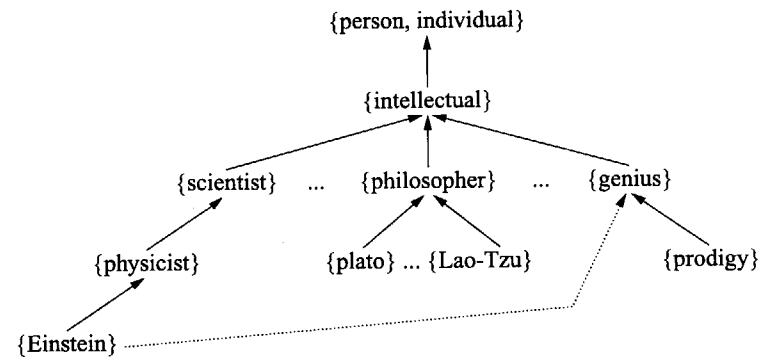 {person, individual}
{intellectual}
{scientist} ... {philosopher} ... {genius}
{physicist} {plato} ... {Lao-Tzu} {prodigy}
{Einstein}